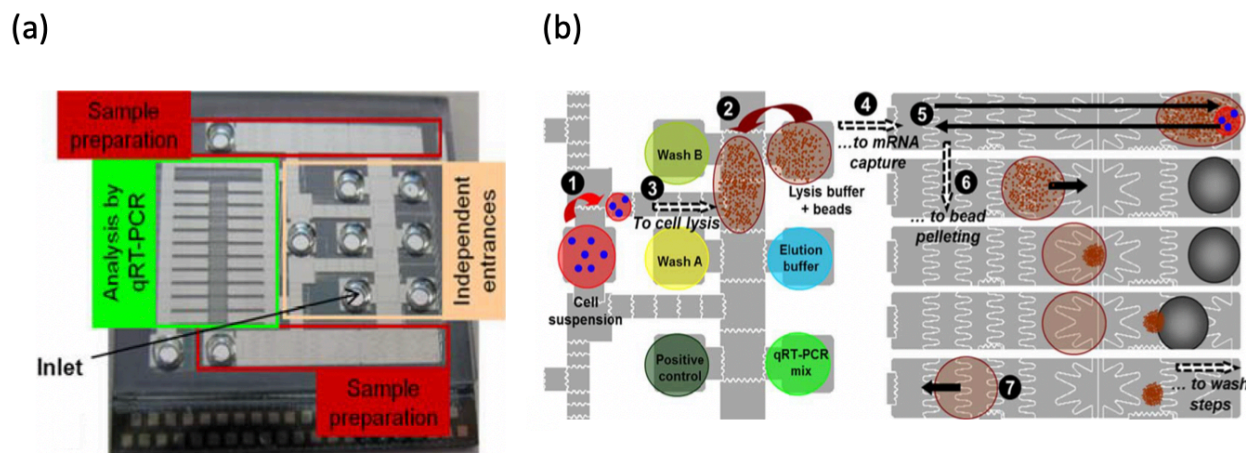 (a)
Sample
preparation
Analysis by
qRT-PCR
Independent
entrances
Inlet
Sample
preparation
(b)
1
2
3
4
5
6
7
Wash B
Lysis buffer
+ beads
To cell lysis
...to mRNA
capture
... to bead
pelleting
Cell
suspension
Wash A
Elution
buffer
Positive
control
qRT-PCR
mix
... to wash
steps